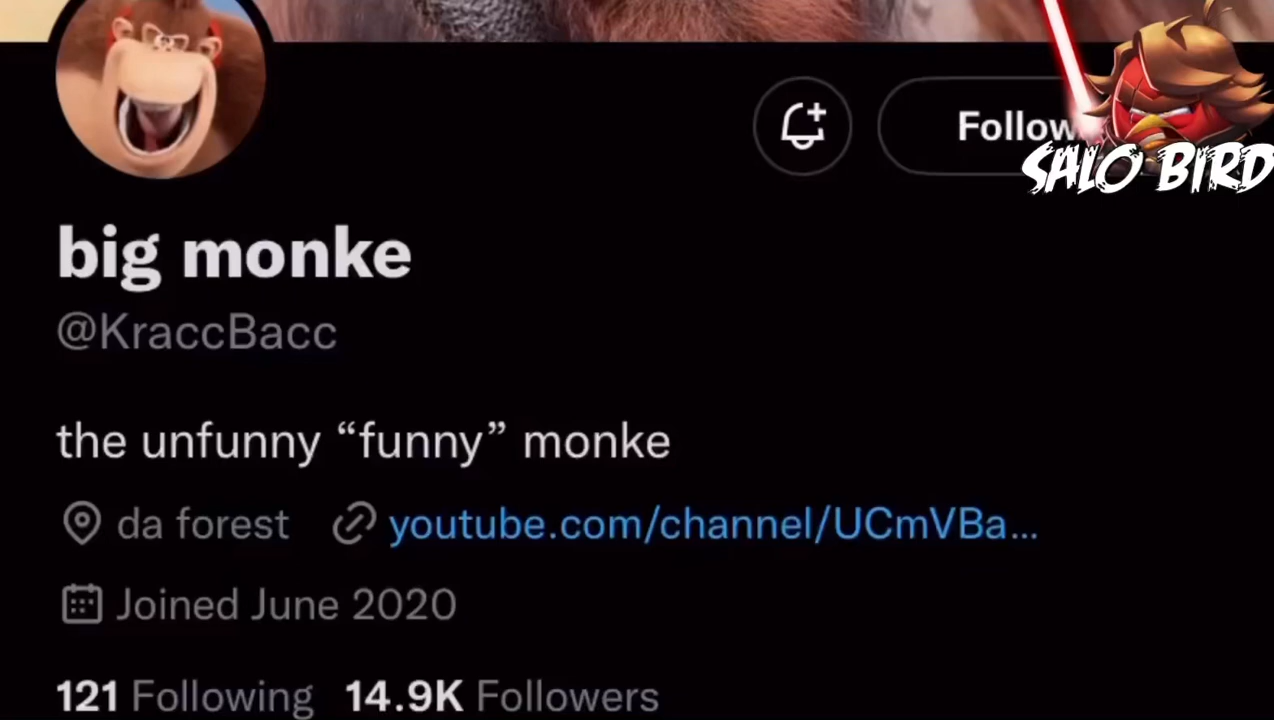 Follow
SALO BIRD
big monke
@KraccBacc
the unfunny “funny” monke
da forest youtube.com/channel/UCmVBa...
Joined June 2020
121 Following 14.9K Followers